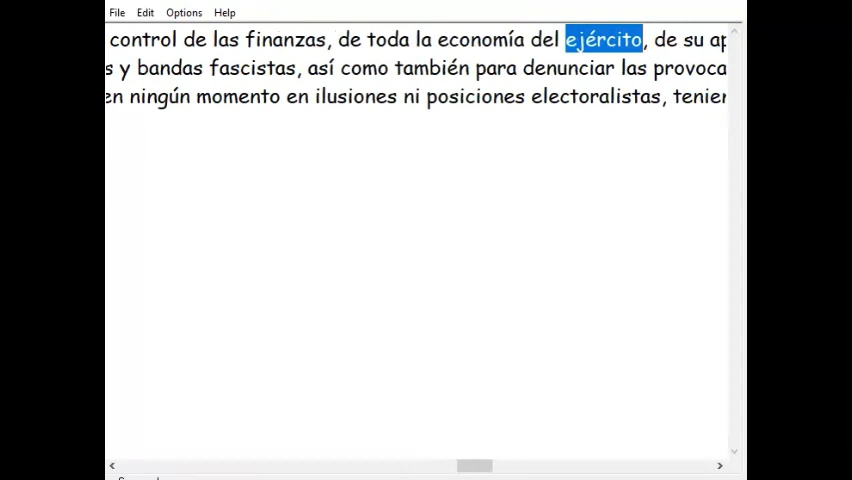 File Edit Options Help
control de las finanzas, de toda la economía del ejército, de su ap
s y bandas fascistas, así como también para denunciar las provoca
en ningún momento en ilusiones ni posiciones electoralistas, tenien